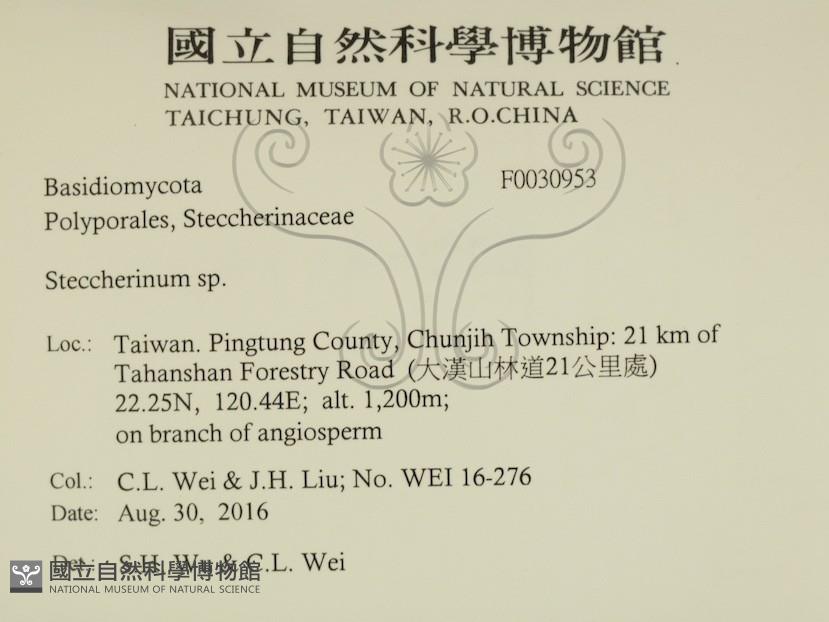 國立自然科學博物館
NATIONAL MUSEUM OF NATURAL SCIENCE
TAICHUNG, TAIWAN, R.O.CHINA
Basidiomycota F0030953
Polyporales, Steccherinaceae
Steccherinum sp.
Loc.: Taiwan. Pingtung County, Chunjih Township: 21 km of
Tahanshan Forestry Road (大漢山林道21公里處)
22.25N, 120.44E; alt. 1,200m;
on branch of angiosperm
Col.: C.L. Wei & J.H. Liu; No. WEI 16-276
Date: Aug. 30, 2016
Det.: S.H. Wu & C.L. Wei
國立自然科學博物館
NATIONAL MUSEUM OF NATURAL SCIENCE